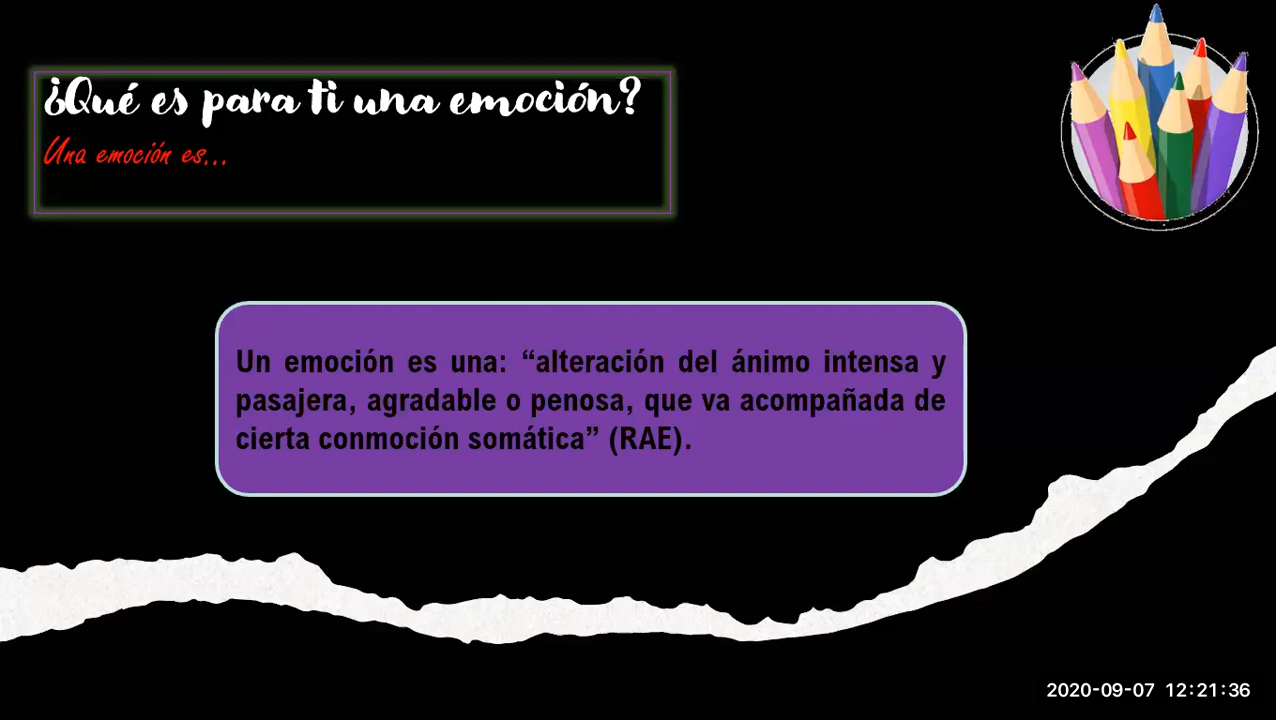 ¿Qué es para ti una emoción?
Una emoción es...
Un emoción es una: “alteración del ánimo intensa y
pasajera, agradable o penosa, que va acompañada de
cierta conmoción somática” (RAE).
2020-09-07 12:21:36